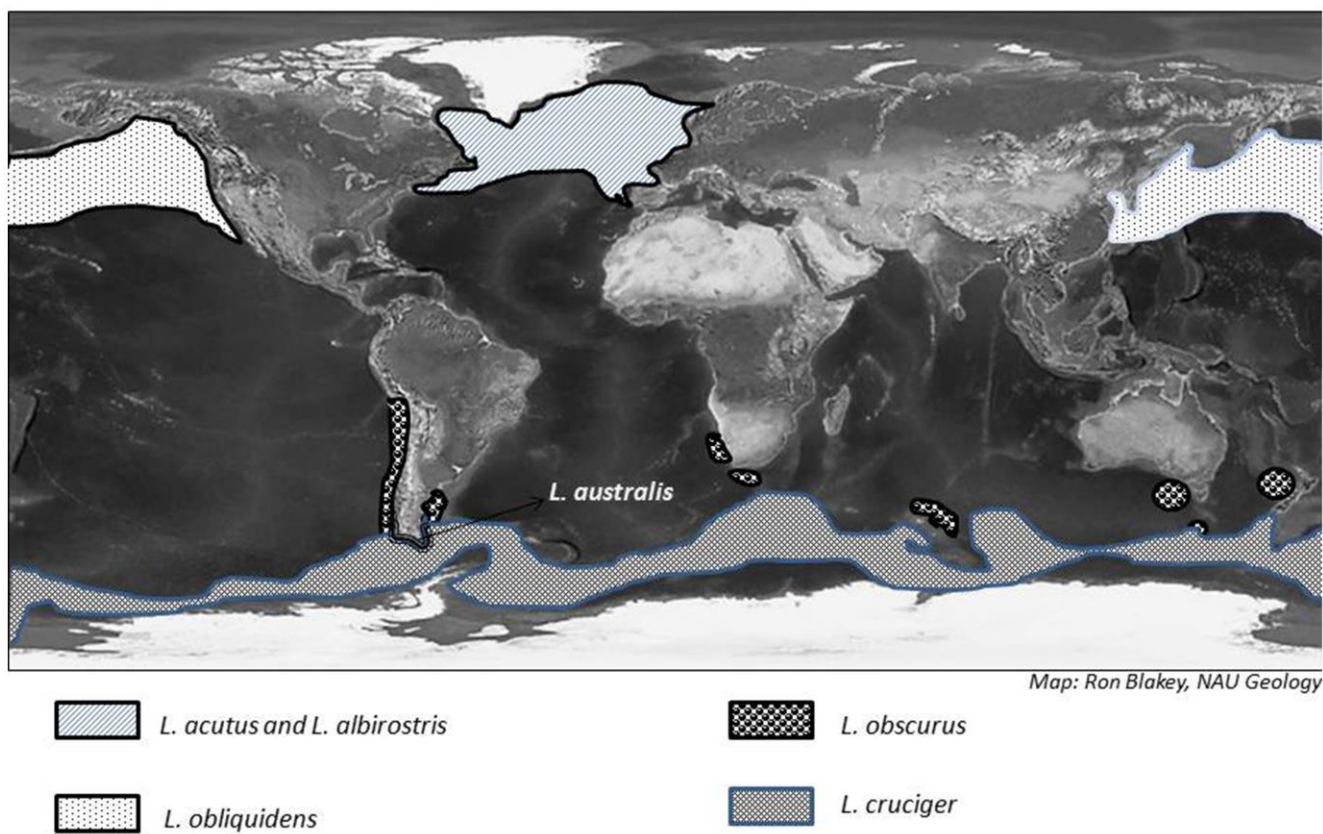 L. australis
Map: Ron Blakey, NAU Geology
L. acutus and L. albirostris
L. obscurus
L. obliquidens
L. cruciger